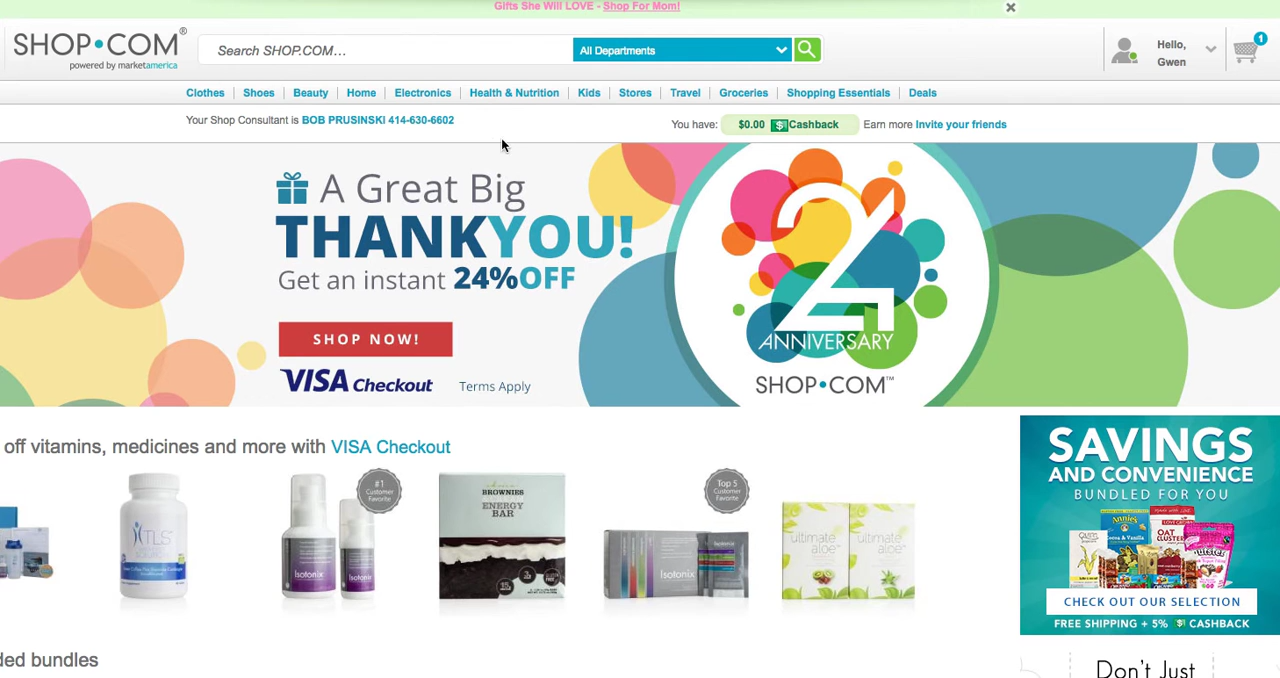 Gifts She Will LOVE - Shop For Mom!
SHOP•COM®
powered by marketamerica
Search SHOP.COM...
All Departments
Hello,
Gwen
1
Clothes
Shoes
Beauty
Home
Electronics
Health & Nutrition
Kids
Stores
Travel
Groceries
Shopping Essentials
Deals
Your Shop Consultant is BOB PRUSINSKI 414-630-6602
You have: $0.00 Cashback Earn more Invite your friends
A Great Big
THANKYOU!
Get an instant 24%OFF
SHOP NOW!
VISA Checkout
Terms Apply
24
ANNIVERSARY
SHOP•COM™
off vitamins, medicines and more with VISA Checkout
TLS
#1
Customer
Favorite
Isotonix
BROWNIES
ENERGY
BAR
Top 5
Customer
Favorite
Isotonix
ultimate
aloe
ultimate
aloe
SAVINGS
AND CONVENIENCE
BUNDLED FOR YOU
Annie's
OAT
CLUSTERS
CHECK OUT OUR SELECTION
FREE SHIPPING + 5% CASHBACK
ded bundles
Don't Just